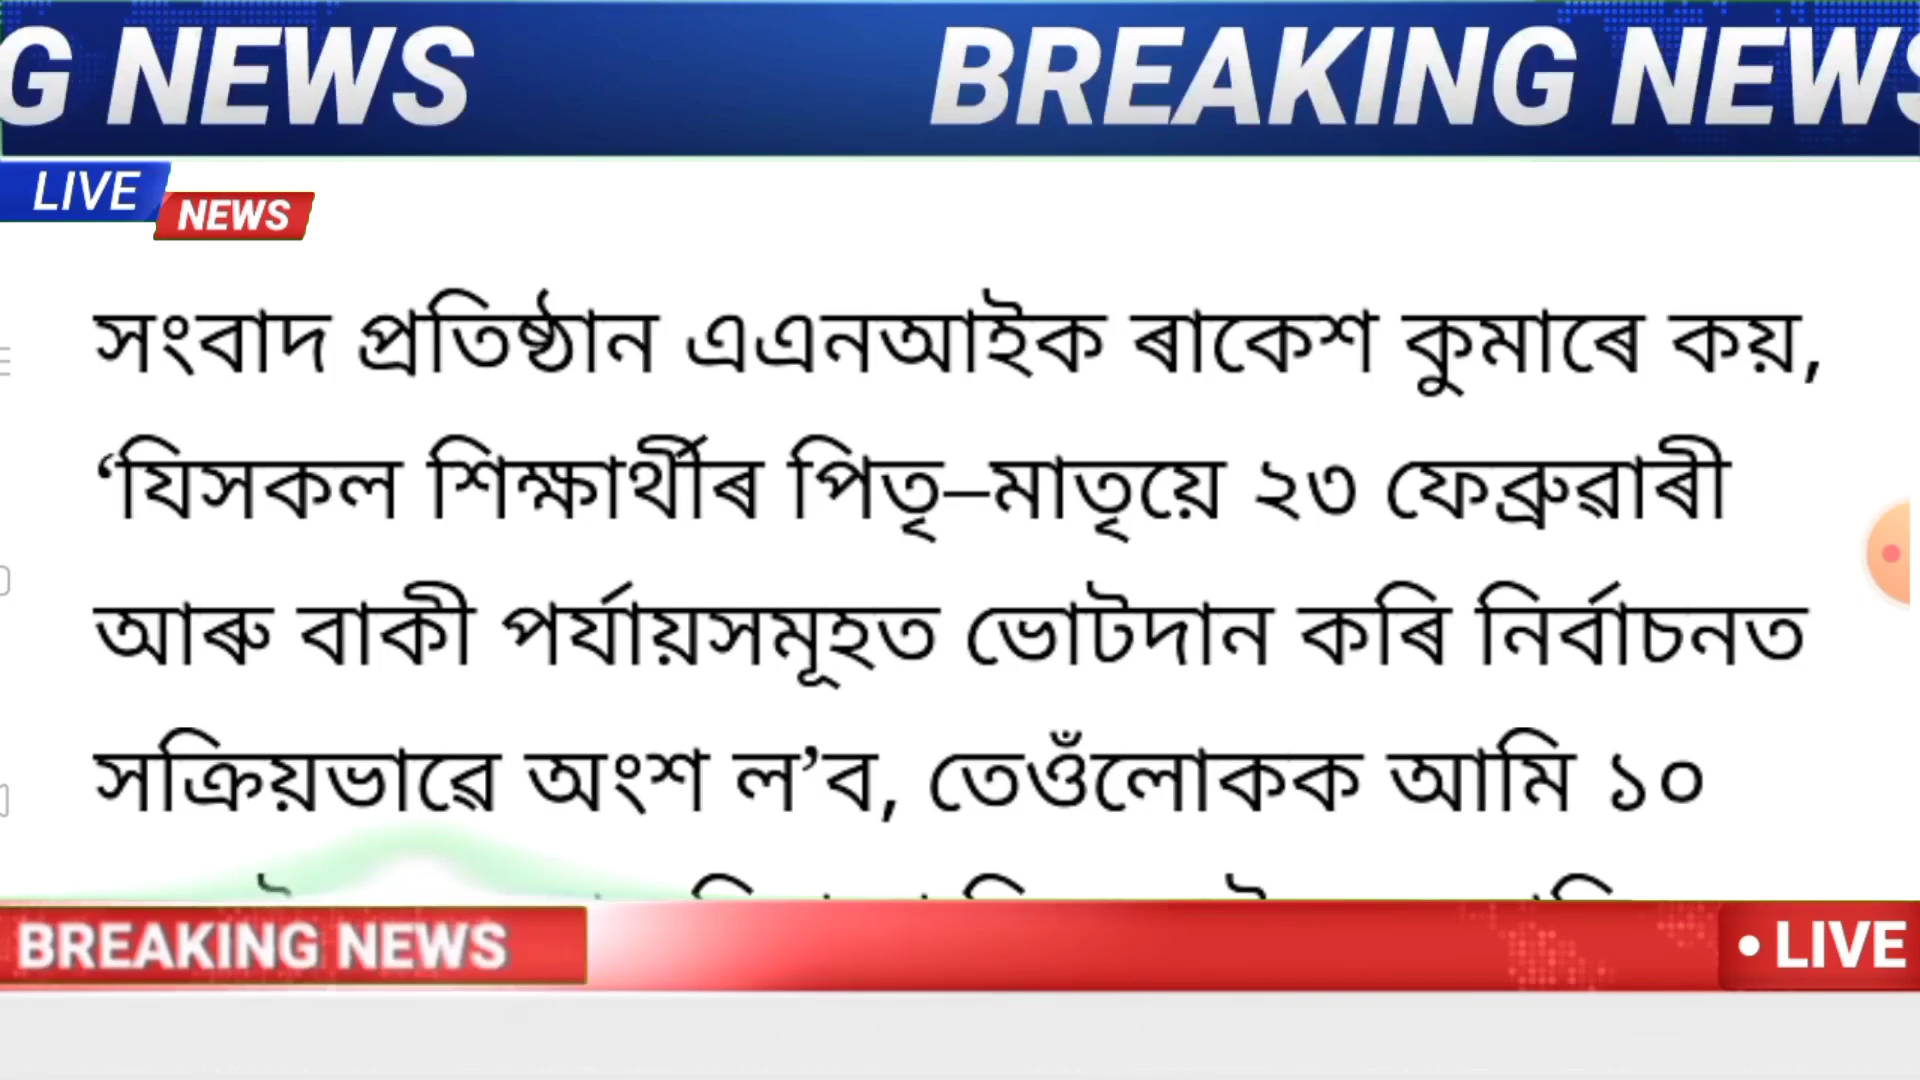 G NEWS BREAKING NEWS
LIVE
NEWS
সংবাদ প্ৰতিষ্ঠান এএনআইক ৰাকেশ কুমাৰে কয়,
‘যিসকল শিক্ষাৰ্থীৰ পিতৃ–মাতৃয়ে ২৩ ফেব্ৰুৱাৰী
আৰু বাকী পৰ্যায়সমূহত ভোটদান কৰি নিৰ্বাচনত
সক্ৰিয়ভাৱে অংশ ল’ব, তেওঁলোকক আমি ১০
BREAKING NEWS
• LIVE